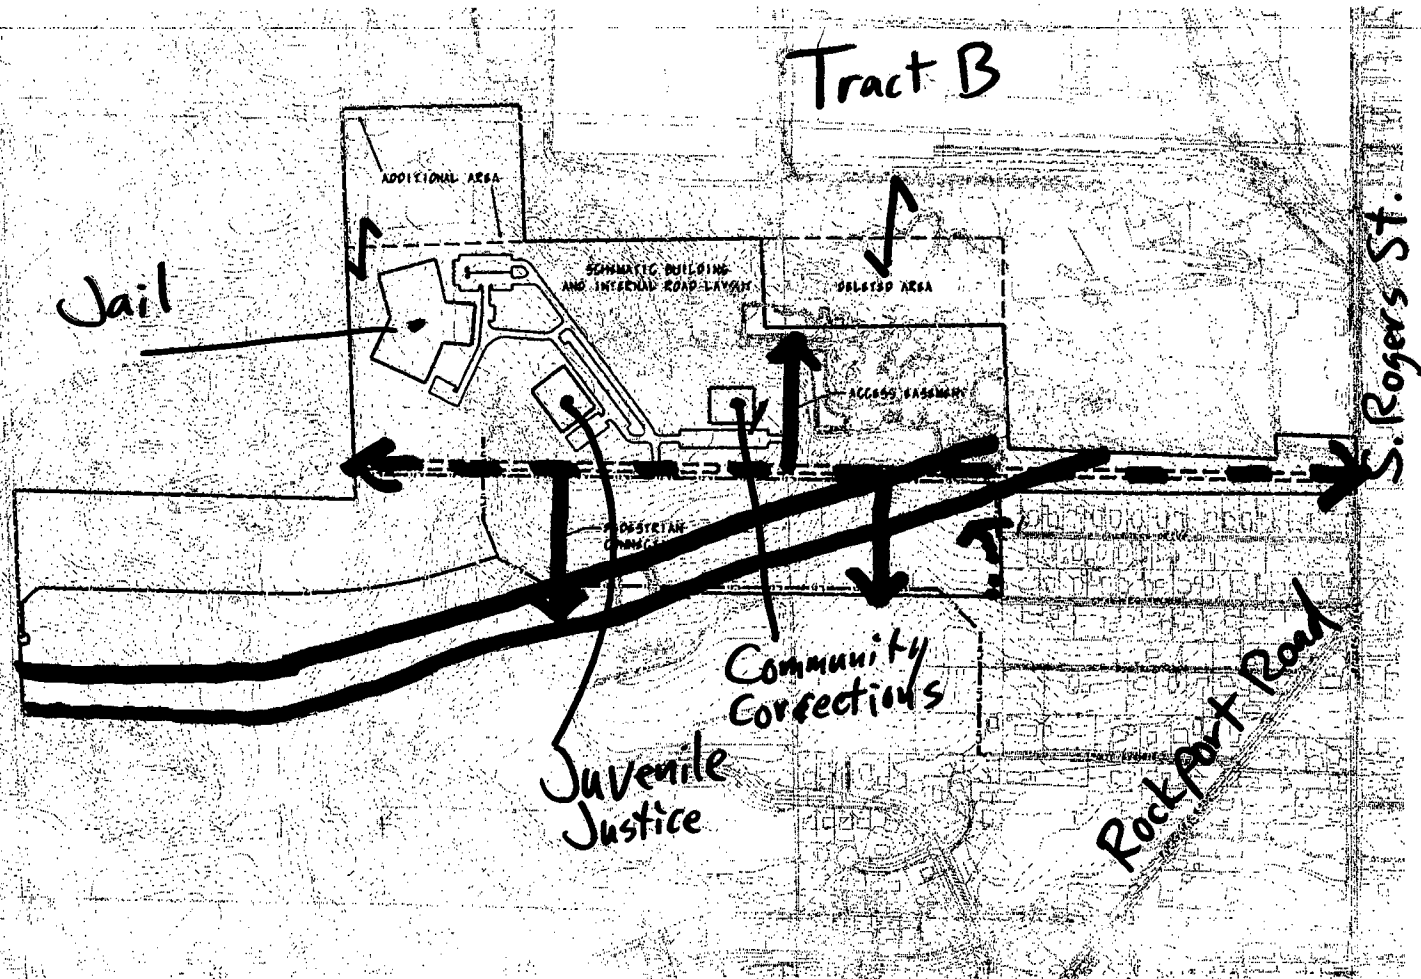 Tract B
ADDITIONAL AREA
S. Rogers St.
Jail
SCHEMATIC BUILDING
AND INTERNAL ROAD LAYOUT
DELETED AREA
ACCESS EASEMENT
PEDESTRIAN
Community
Corrections
Rockport Road
Juvenile
Justice